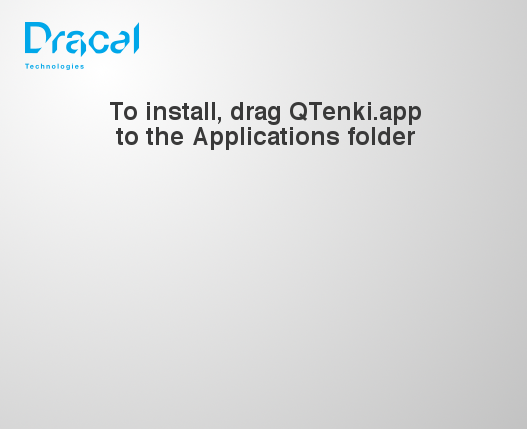 Dracal
Technologies
To install, drag QTenki.app
to the Applications folder